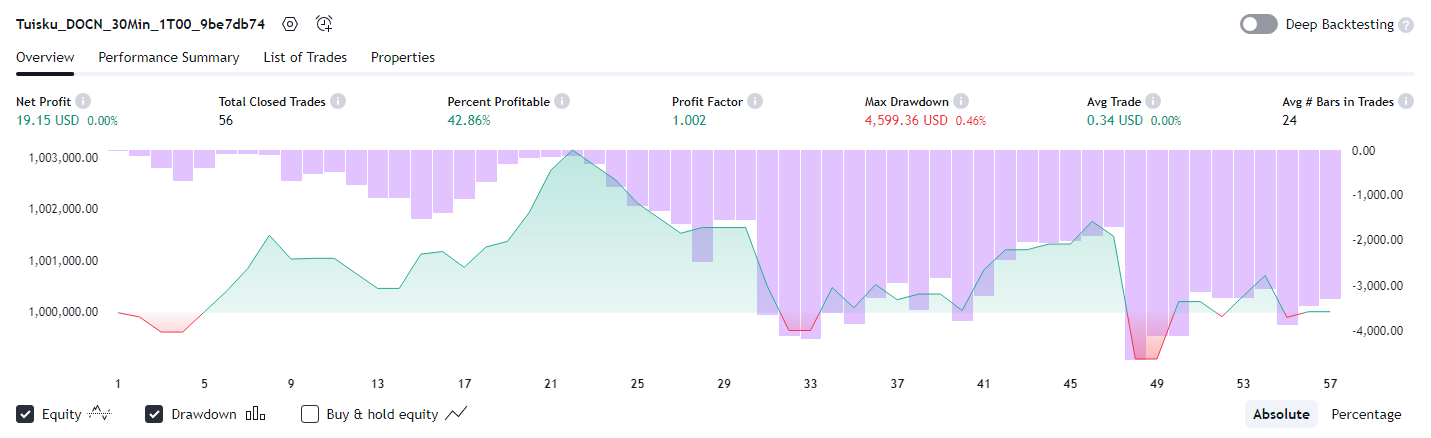 Tuisku_DOCN_30Min_1T00_9be7db74 Deep Backtesting ?
Overview Performance Summary List of Trades Properties
Net Profit i Total Closed Trades i Percent Profitable i Profit Factor i Max Drawdown i Avg Trade i Avg # Bars in Trades i
19.15 USD 0.00% 56 42.86% 1.002 4,599.36 USD 0.46% 0.34 USD 0.00% 24
1,003,000.00 0.00
1,002,000.00 -1,000.00
1,001,000.00 -2,000.00
1,000,000.00 -3,000.00
-4,000.00
1 5 9 13 17 21 25 29 33 37 41 45 49 53 57
Equity Drawdown Buy & hold equity Absolute Percentage